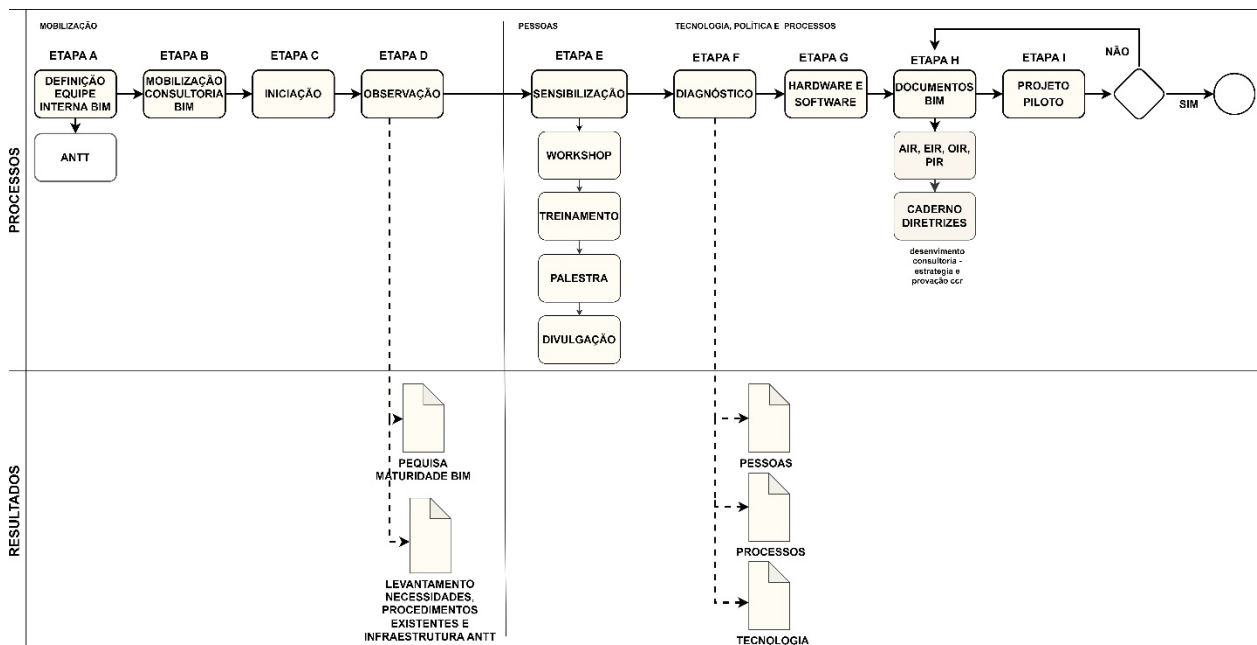 MOBILIZAÇÃO
PESSOAS
TECNOLOGIA, POLÍTICA E PROCESSOS
ETAPA A
ETAPA B
ETAPA C
ETAPA D
ETAPA E
ETAPA F
ETAPA G
ETAPA H
ETAPA I
NÃO
DEFINIÇÃO
EQUIPE
INTERNA BIM
MOBILIZAÇÃO
CONSULTORIA
BIM
INICIAÇÃO
OBSERVAÇÃO
SENSIBILIZAÇÃO
DIAGNÓSTICO
HARDWARE E
SOFTWARE
DOCUMENTOS
BIM
PROJETO
PILOTO
SIM
ANTT
WORKSHOP
TREINAMENTO
PALESTRA
DIVULGAÇÃO
AIR, EIR, OIR,
PIR
CADERNO
DIRETRIZES
desenvimento
consultoria -
estrategia e
provação ccr
PROCESSOS
RESULTADOS
PEQUISA
MATURIDADE BIM
LEVANTAMENTO
NECESSIDADES,
PROCEDIMENTOS
EXISTENTES E
INFRAESTRUTURA ANTT
PESSOAS
PROCESSOS
TECNOLOGIA